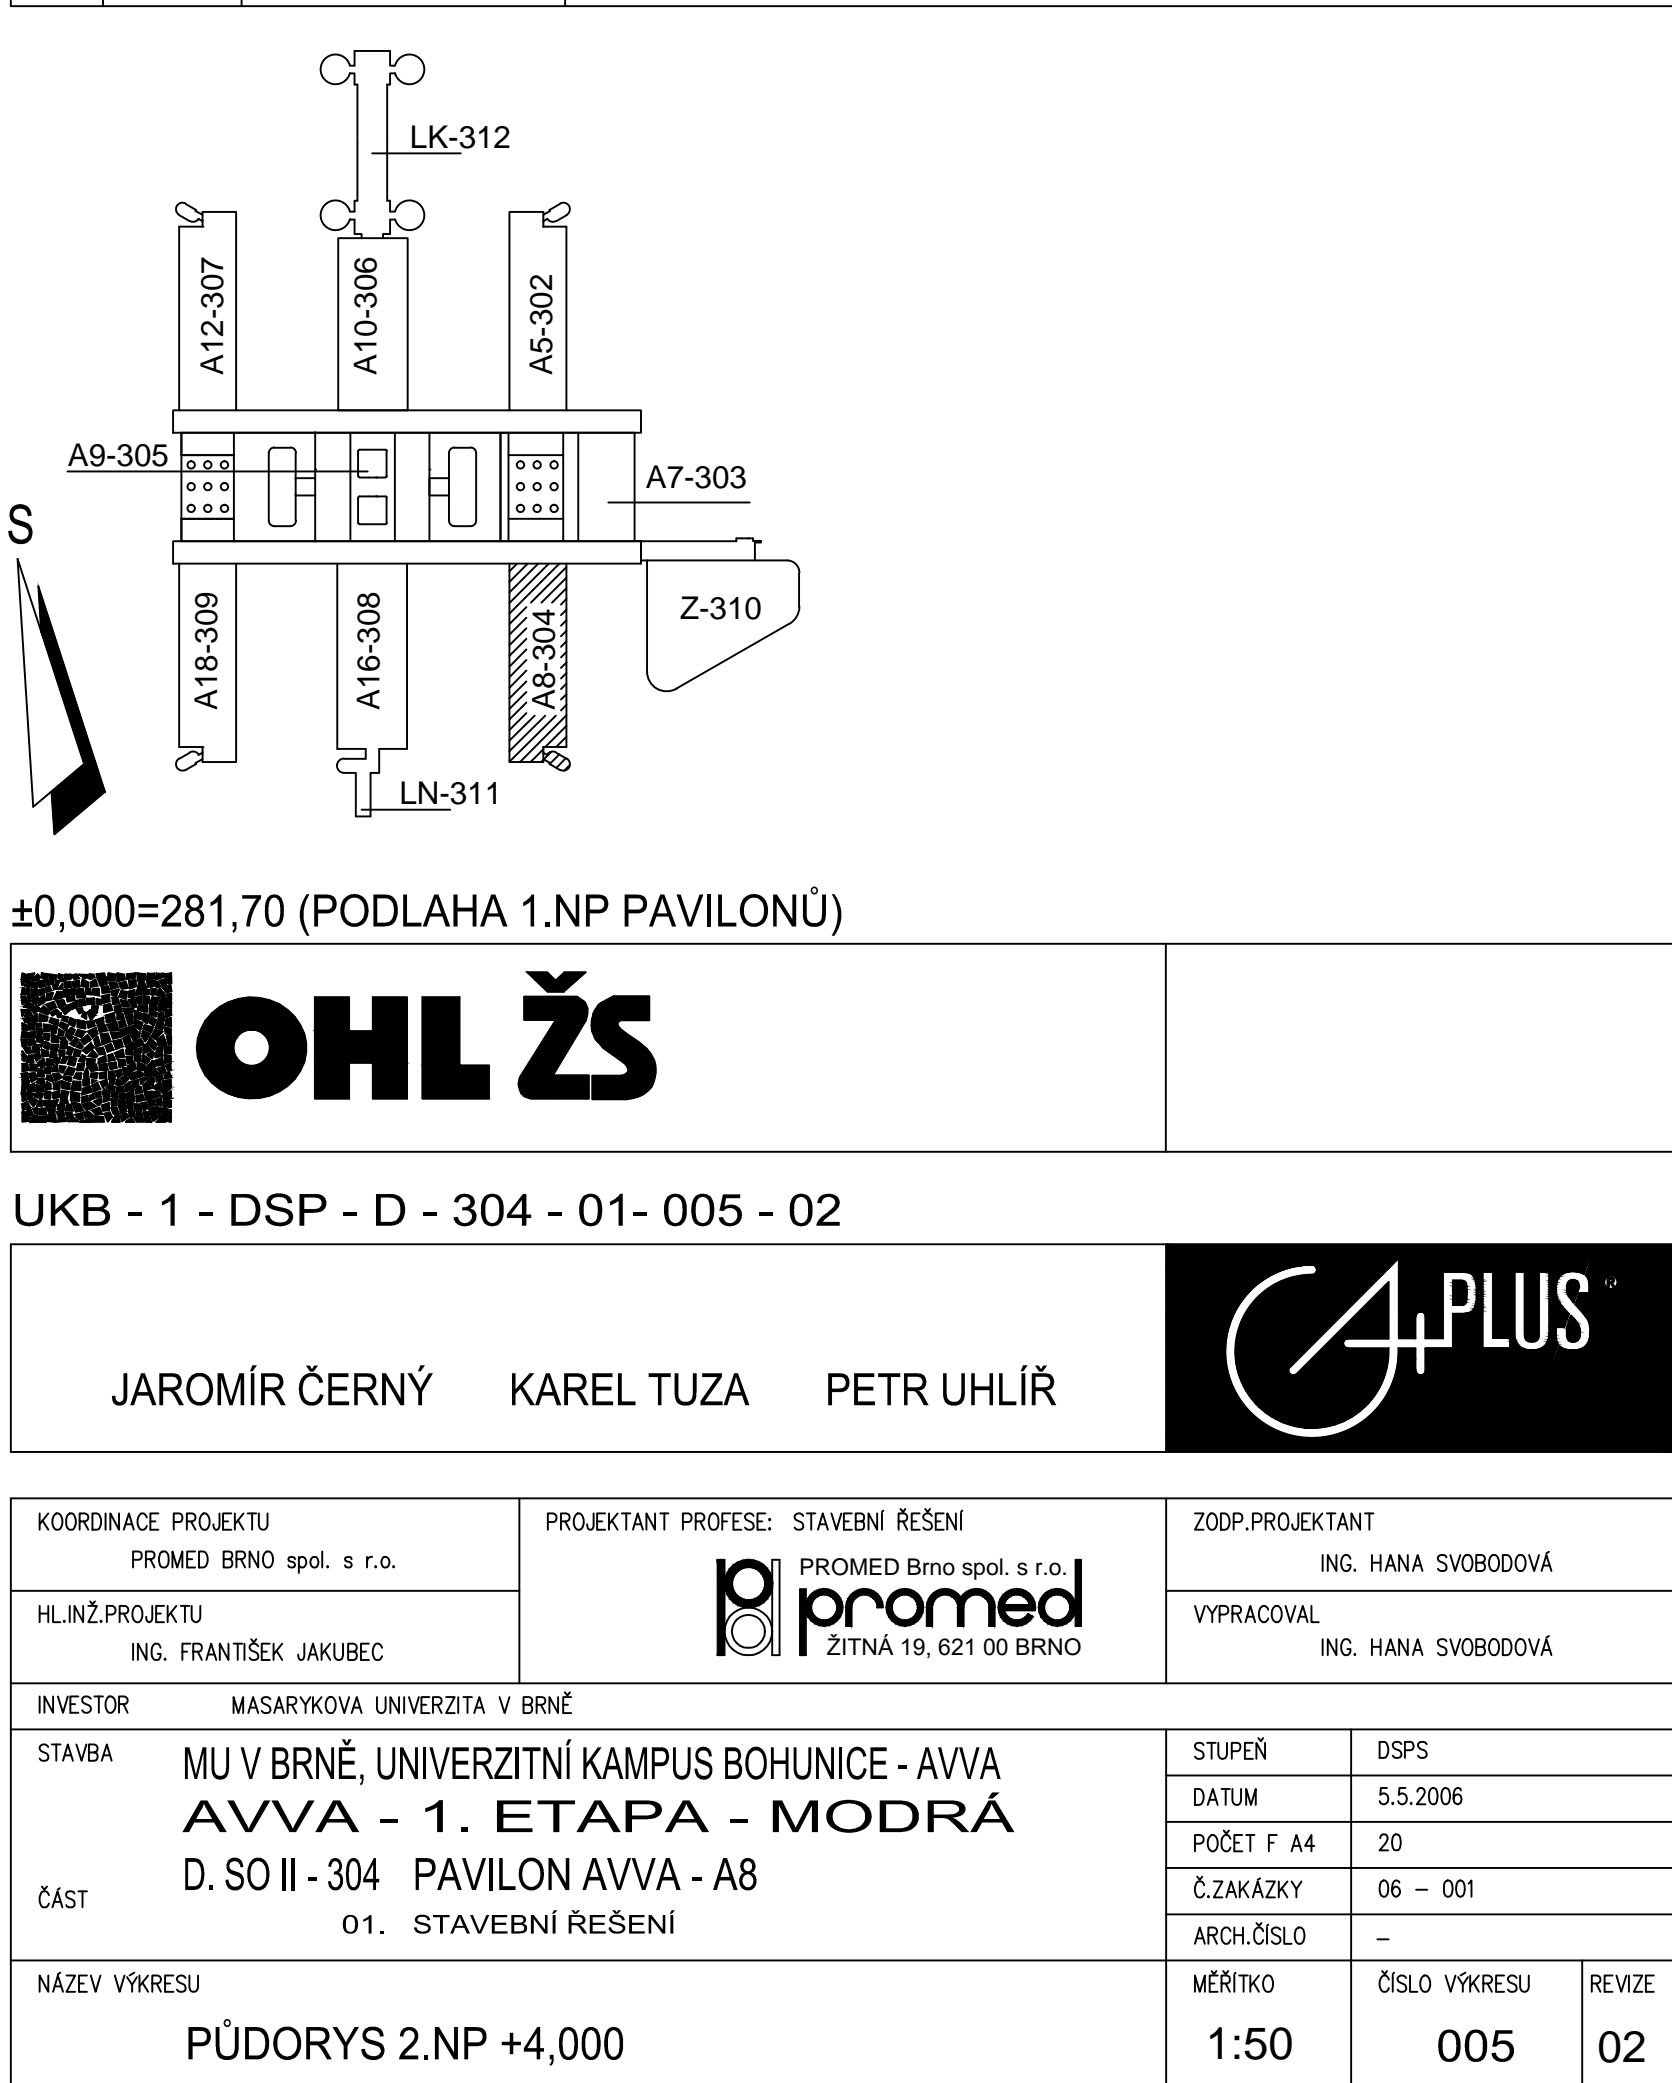 LK-312
A12-307
A10-306
A5-302
A9-305
A7-303
S
A18-309
A16-308
A8-304
Z-310
LN-311
±0,000=281,70 (PODLAHA 1.NP PAVILONŮ)
OHL ŽS
UKB - 1 - DSP - D - 304 - 01- 005 - 02
JAROMÍR ČERNÝ KAREL TUZA PETR UHLÍŘ
A+PLUS®
KOORDINACE PROJEKTU
PROMED BRNO spol. s r.o.
HL.INŽ.PROJEKTU
ING. FRANTIŠEK JAKUBEC
PROJEKTANT PROFESE: STAVEBNÍ ŘEŠENÍ
PROMED Brno spol. s r.o.
promed
ŽITNÁ 19, 621 00 BRNO
ZODP.PROJEKTANT
ING. HANA SVOBODOVÁ
VYPRACOVAL
ING. HANA SVOBODOVÁ
INVESTOR MASARYKOVA UNIVERZITA V BRNĚ
STAVBA MU V BRNĚ, UNIVERZITNÍ KAMPUS BOHUNICE - AVVA
AVVA - 1. ETAPA - MODRÁ
D. SO II - 304 PAVILON AVVA - A8
ČÁST
01. STAVEBNÍ ŘEŠENÍ
STUPEŇ DSPS
DATUM 5.5.2006
POČET F A4 20
Č.ZAKÁZKY 06 – 001
ARCH.ČÍSLO –
NÁZEV VÝKRESU
PŮDORYS 2.NP +4,000
MĚŘÍTKO
1:50
ČÍSLO VÝKRESU
005
REVIZE
02